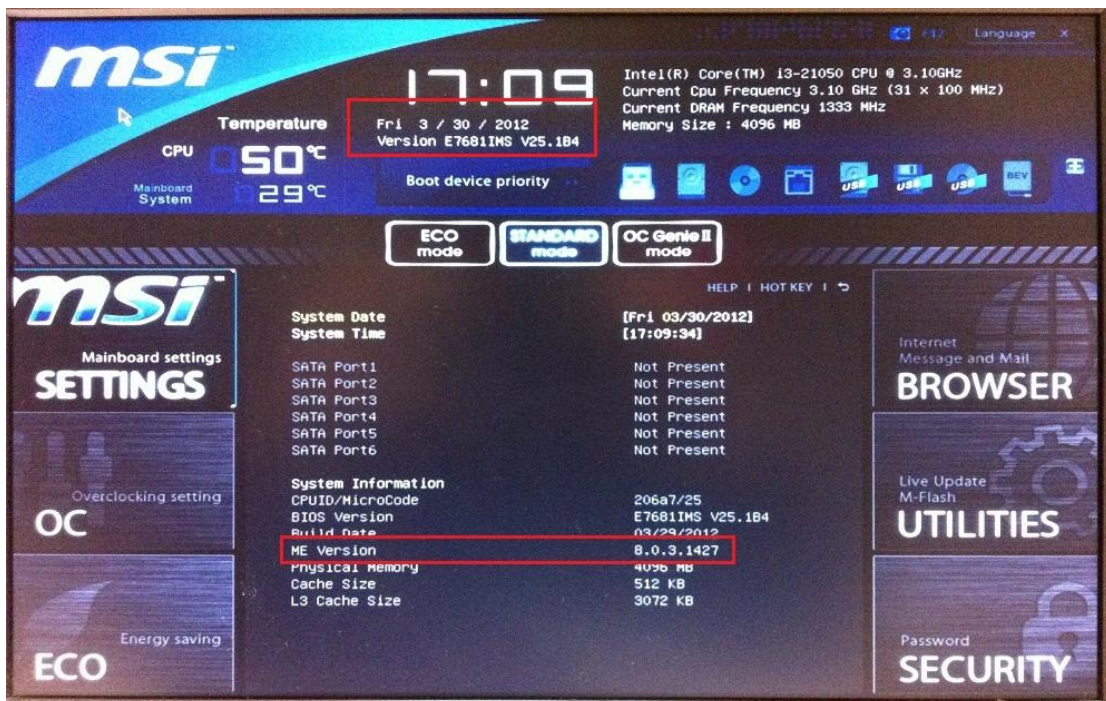 msi
F12 Language X
17:09
Fri 3 / 30 / 2012
Version E7681IMS V25.1B4
Intel(R) Core(TM) i3-21050 CPU @ 3.10GHz
Current Cpu Frequency 3.10 GHz (31 x 100 MHz)
Current DRAM Frequency 1333 MHz
Memory Size : 4096 MB
Temperature
CPU 50°C
Mainboard
System 29°C
Boot device priority
USB USB USB BEV
ECO
mode
STANDARD
mode
OC Genie II
mode
HELP | HOT KEY |
msi
Mainboard settings
SETTINGS
Overclocking setting
OC
Energy saving
ECO
System Date [Fri 03/30/2012]
System Time [17:09:34]
SATA Port1 Not Present
SATA Port2 Not Present
SATA Port3 Not Present
SATA Port4 Not Present
SATA Port5 Not Present
SATA Port6 Not Present
System Information
CPUID/MicroCode 206a7/25
BIOS Version E7681IMS V25.1B4
Build Date 03/29/2012
ME Version 8.0.3.1427
Physical Memory 4096 MB
Cache Size 512 KB
L3 Cache Size 3072 KB
Internet
Message and Mail
BROWSER
Live Update
M-Flash
UTILITIES
Password
SECURITY